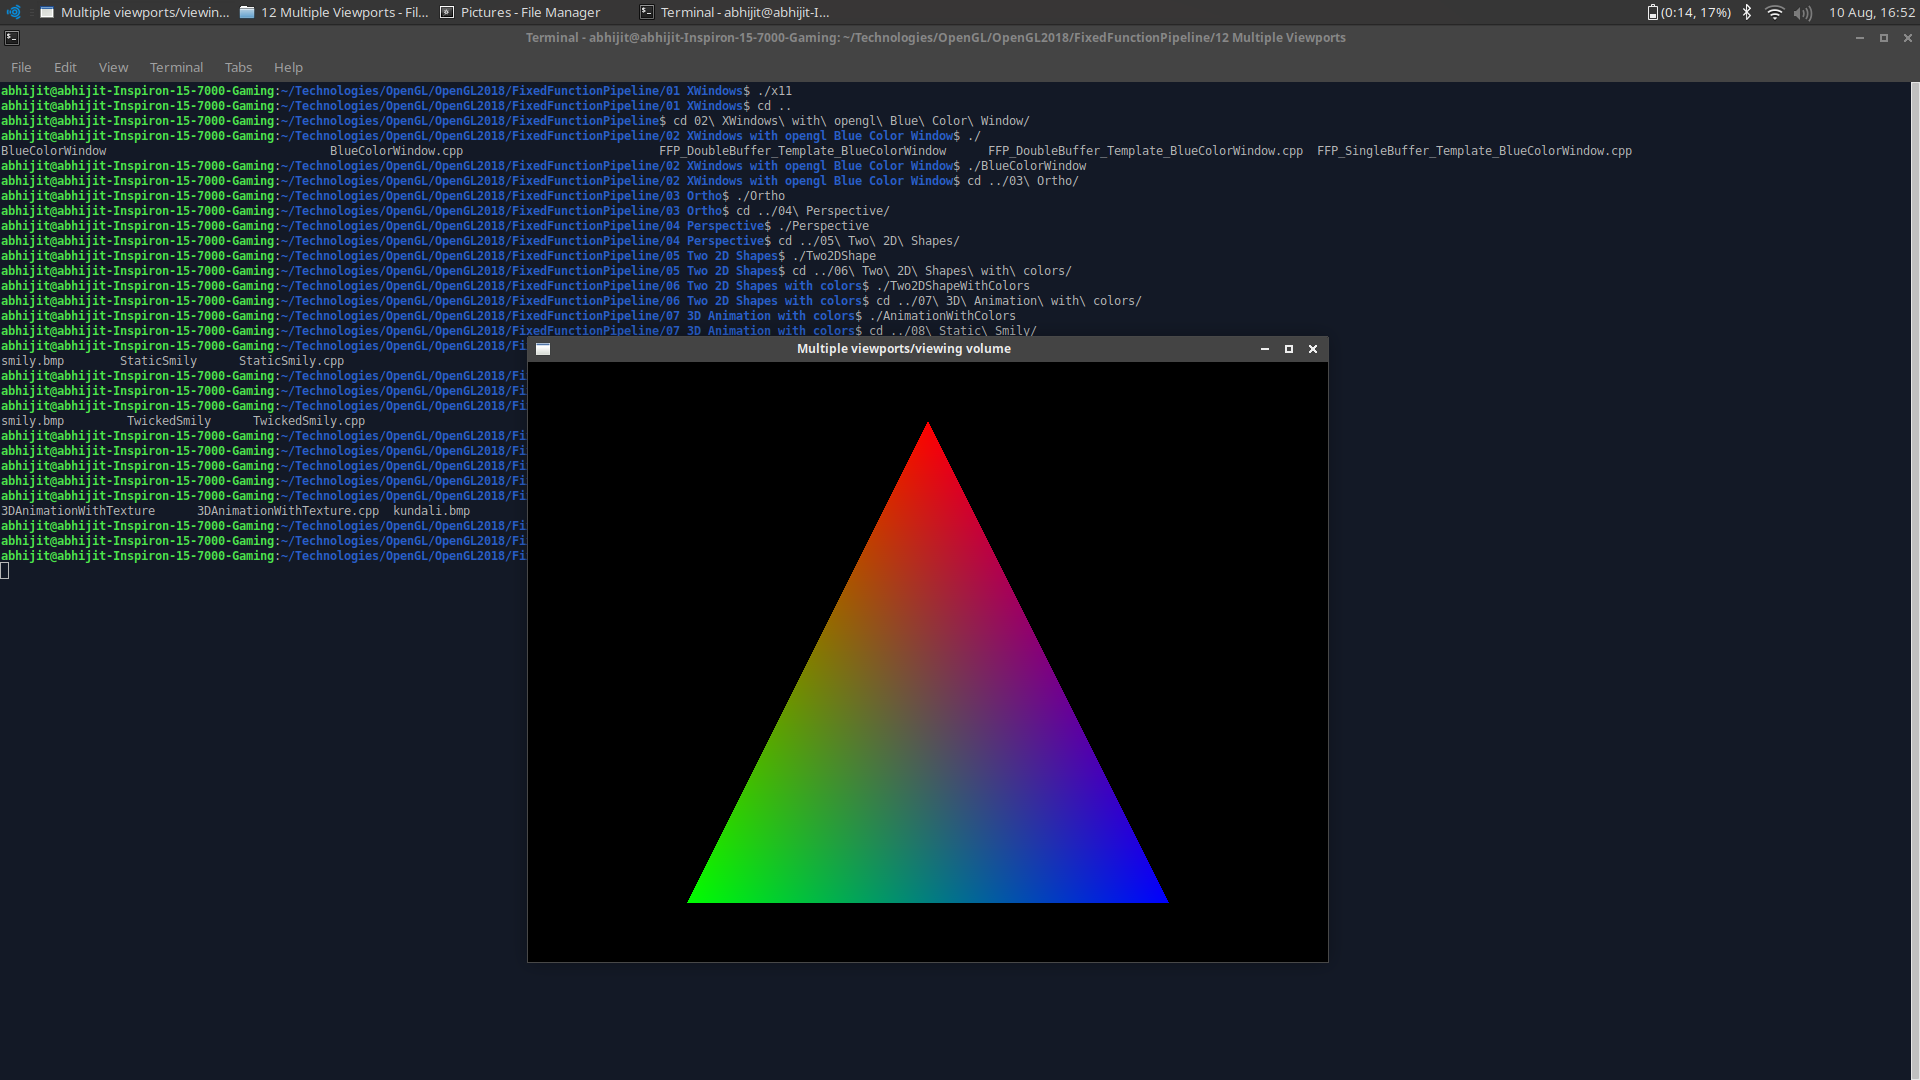 Multiple viewports/viewin... 12 Multiple Viewports - Fil... Pictures - File Manager Terminal - abhijit@abhijit-I... (0:14, 17%) 10 Aug, 16:52
Terminal - abhijit@abhijit-Inspiron-15-7000-Gaming: ~/Technologies/OpenGL/OpenGL2018/FixedFunctionPipeline/12 Multiple Viewports
File Edit View Terminal Tabs Help
abhijit@abhijit-Inspiron-15-7000-Gaming:~/Technologies/OpenGL/OpenGL2018/FixedFunctionPipeline/01 XWindows$ ./x11
abhijit@abhijit-Inspiron-15-7000-Gaming:~/Technologies/OpenGL/OpenGL2018/FixedFunctionPipeline/01 XWindows$ cd ..
abhijit@abhijit-Inspiron-15-7000-Gaming:~/Technologies/OpenGL/OpenGL2018/FixedFunctionPipeline$ cd 02\ XWindows\ with\ opengl\ Blue\ Color\ Window/
abhijit@abhijit-Inspiron-15-7000-Gaming:~/Technologies/OpenGL/OpenGL2018/FixedFunctionPipeline/02 XWindows with opengl Blue Color Window$ ./
BlueColorWindow BlueColorWindow.cpp FFP_DoubleBuffer_Template_BlueColorWindow FFP_DoubleBuffer_Template_BlueColorWindow.cpp FFP_SingleBuffer_Template_BlueColorWindow.cpp
abhijit@abhijit-Inspiron-15-7000-Gaming:~/Technologies/OpenGL/OpenGL2018/FixedFunctionPipeline/02 XWindows with opengl Blue Color Window$ ./BlueColorWindow
abhijit@abhijit-Inspiron-15-7000-Gaming:~/Technologies/OpenGL/OpenGL2018/FixedFunctionPipeline/02 XWindows with opengl Blue Color Window$ cd ../03\ Ortho/
abhijit@abhijit-Inspiron-15-7000-Gaming:~/Technologies/OpenGL/OpenGL2018/FixedFunctionPipeline/03 Ortho$ ./Ortho
abhijit@abhijit-Inspiron-15-7000-Gaming:~/Technologies/OpenGL/OpenGL2018/FixedFunctionPipeline/03 Ortho$ cd ../04\ Perspective/
abhijit@abhijit-Inspiron-15-7000-Gaming:~/Technologies/OpenGL/OpenGL2018/FixedFunctionPipeline/04 Perspective$ ./Perspective
abhijit@abhijit-Inspiron-15-7000-Gaming:~/Technologies/OpenGL/OpenGL2018/FixedFunctionPipeline/04 Perspective$ cd ../05\ Two\ 2D\ Shapes/
abhijit@abhijit-Inspiron-15-7000-Gaming:~/Technologies/OpenGL/OpenGL2018/FixedFunctionPipeline/05 Two 2D Shapes$ ./Two2DShape
abhijit@abhijit-Inspiron-15-7000-Gaming:~/Technologies/OpenGL/OpenGL2018/FixedFunctionPipeline/05 Two 2D Shapes$ cd ../06\ Two\ 2D\ Shapes\ with\ colors/
abhijit@abhijit-Inspiron-15-7000-Gaming:~/Technologies/OpenGL/OpenGL2018/FixedFunctionPipeline/06 Two 2D Shapes with colors$ ./Two2DShapeWithColors
abhijit@abhijit-Inspiron-15-7000-Gaming:~/Technologies/OpenGL/OpenGL2018/FixedFunctionPipeline/06 Two 2D Shapes with colors$ cd ../07\ 3D\ Animation\ with\ colors/
abhijit@abhijit-Inspiron-15-7000-Gaming:~/Technologies/OpenGL/OpenGL2018/FixedFunctionPipeline/07 3D Animation with colors$ ./AnimationWithColors
abhijit@abhijit-Inspiron-15-7000-Gaming:~/Technologies/OpenGL/OpenGL2018/FixedFunctionPipeline/07 3D Animation with colors$ cd ../08\ Static\ Smily/
abhijit@abhijit-Inspiron-15-7000-Gaming:~/Technologies/OpenGL/OpenGL2018/Fi
Multiple viewports/viewing volume
smily.bmp StaticSmily StaticSmily.cpp
abhijit@abhijit-Inspiron-15-7000-Gaming:~/Technologies/OpenGL/OpenGL2018/Fi
abhijit@abhijit-Inspiron-15-7000-Gaming:~/Technologies/OpenGL/OpenGL2018/Fi
abhijit@abhijit-Inspiron-15-7000-Gaming:~/Technologies/OpenGL/OpenGL2018/Fi
smily.bmp TwickedSmily TwickedSmily.cpp
abhijit@abhijit-Inspiron-15-7000-Gaming:~/Technologies/OpenGL/OpenGL2018/Fi
abhijit@abhijit-Inspiron-15-7000-Gaming:~/Technologies/OpenGL/OpenGL2018/Fi
abhijit@abhijit-Inspiron-15-7000-Gaming:~/Technologies/OpenGL/OpenGL2018/Fi
abhijit@abhijit-Inspiron-15-7000-Gaming:~/Technologies/OpenGL/OpenGL2018/Fi
abhijit@abhijit-Inspiron-15-7000-Gaming:~/Technologies/OpenGL/OpenGL2018/Fi
3DAnimationWithTexture 3DAnimationWithTexture.cpp kundali.bmp
abhijit@abhijit-Inspiron-15-7000-Gaming:~/Technologies/OpenGL/OpenGL2018/Fi
abhijit@abhijit-Inspiron-15-7000-Gaming:~/Technologies/OpenGL/OpenGL2018/Fi
abhijit@abhijit-Inspiron-15-7000-Gaming:~/Technologies/OpenGL/OpenGL2018/Fi